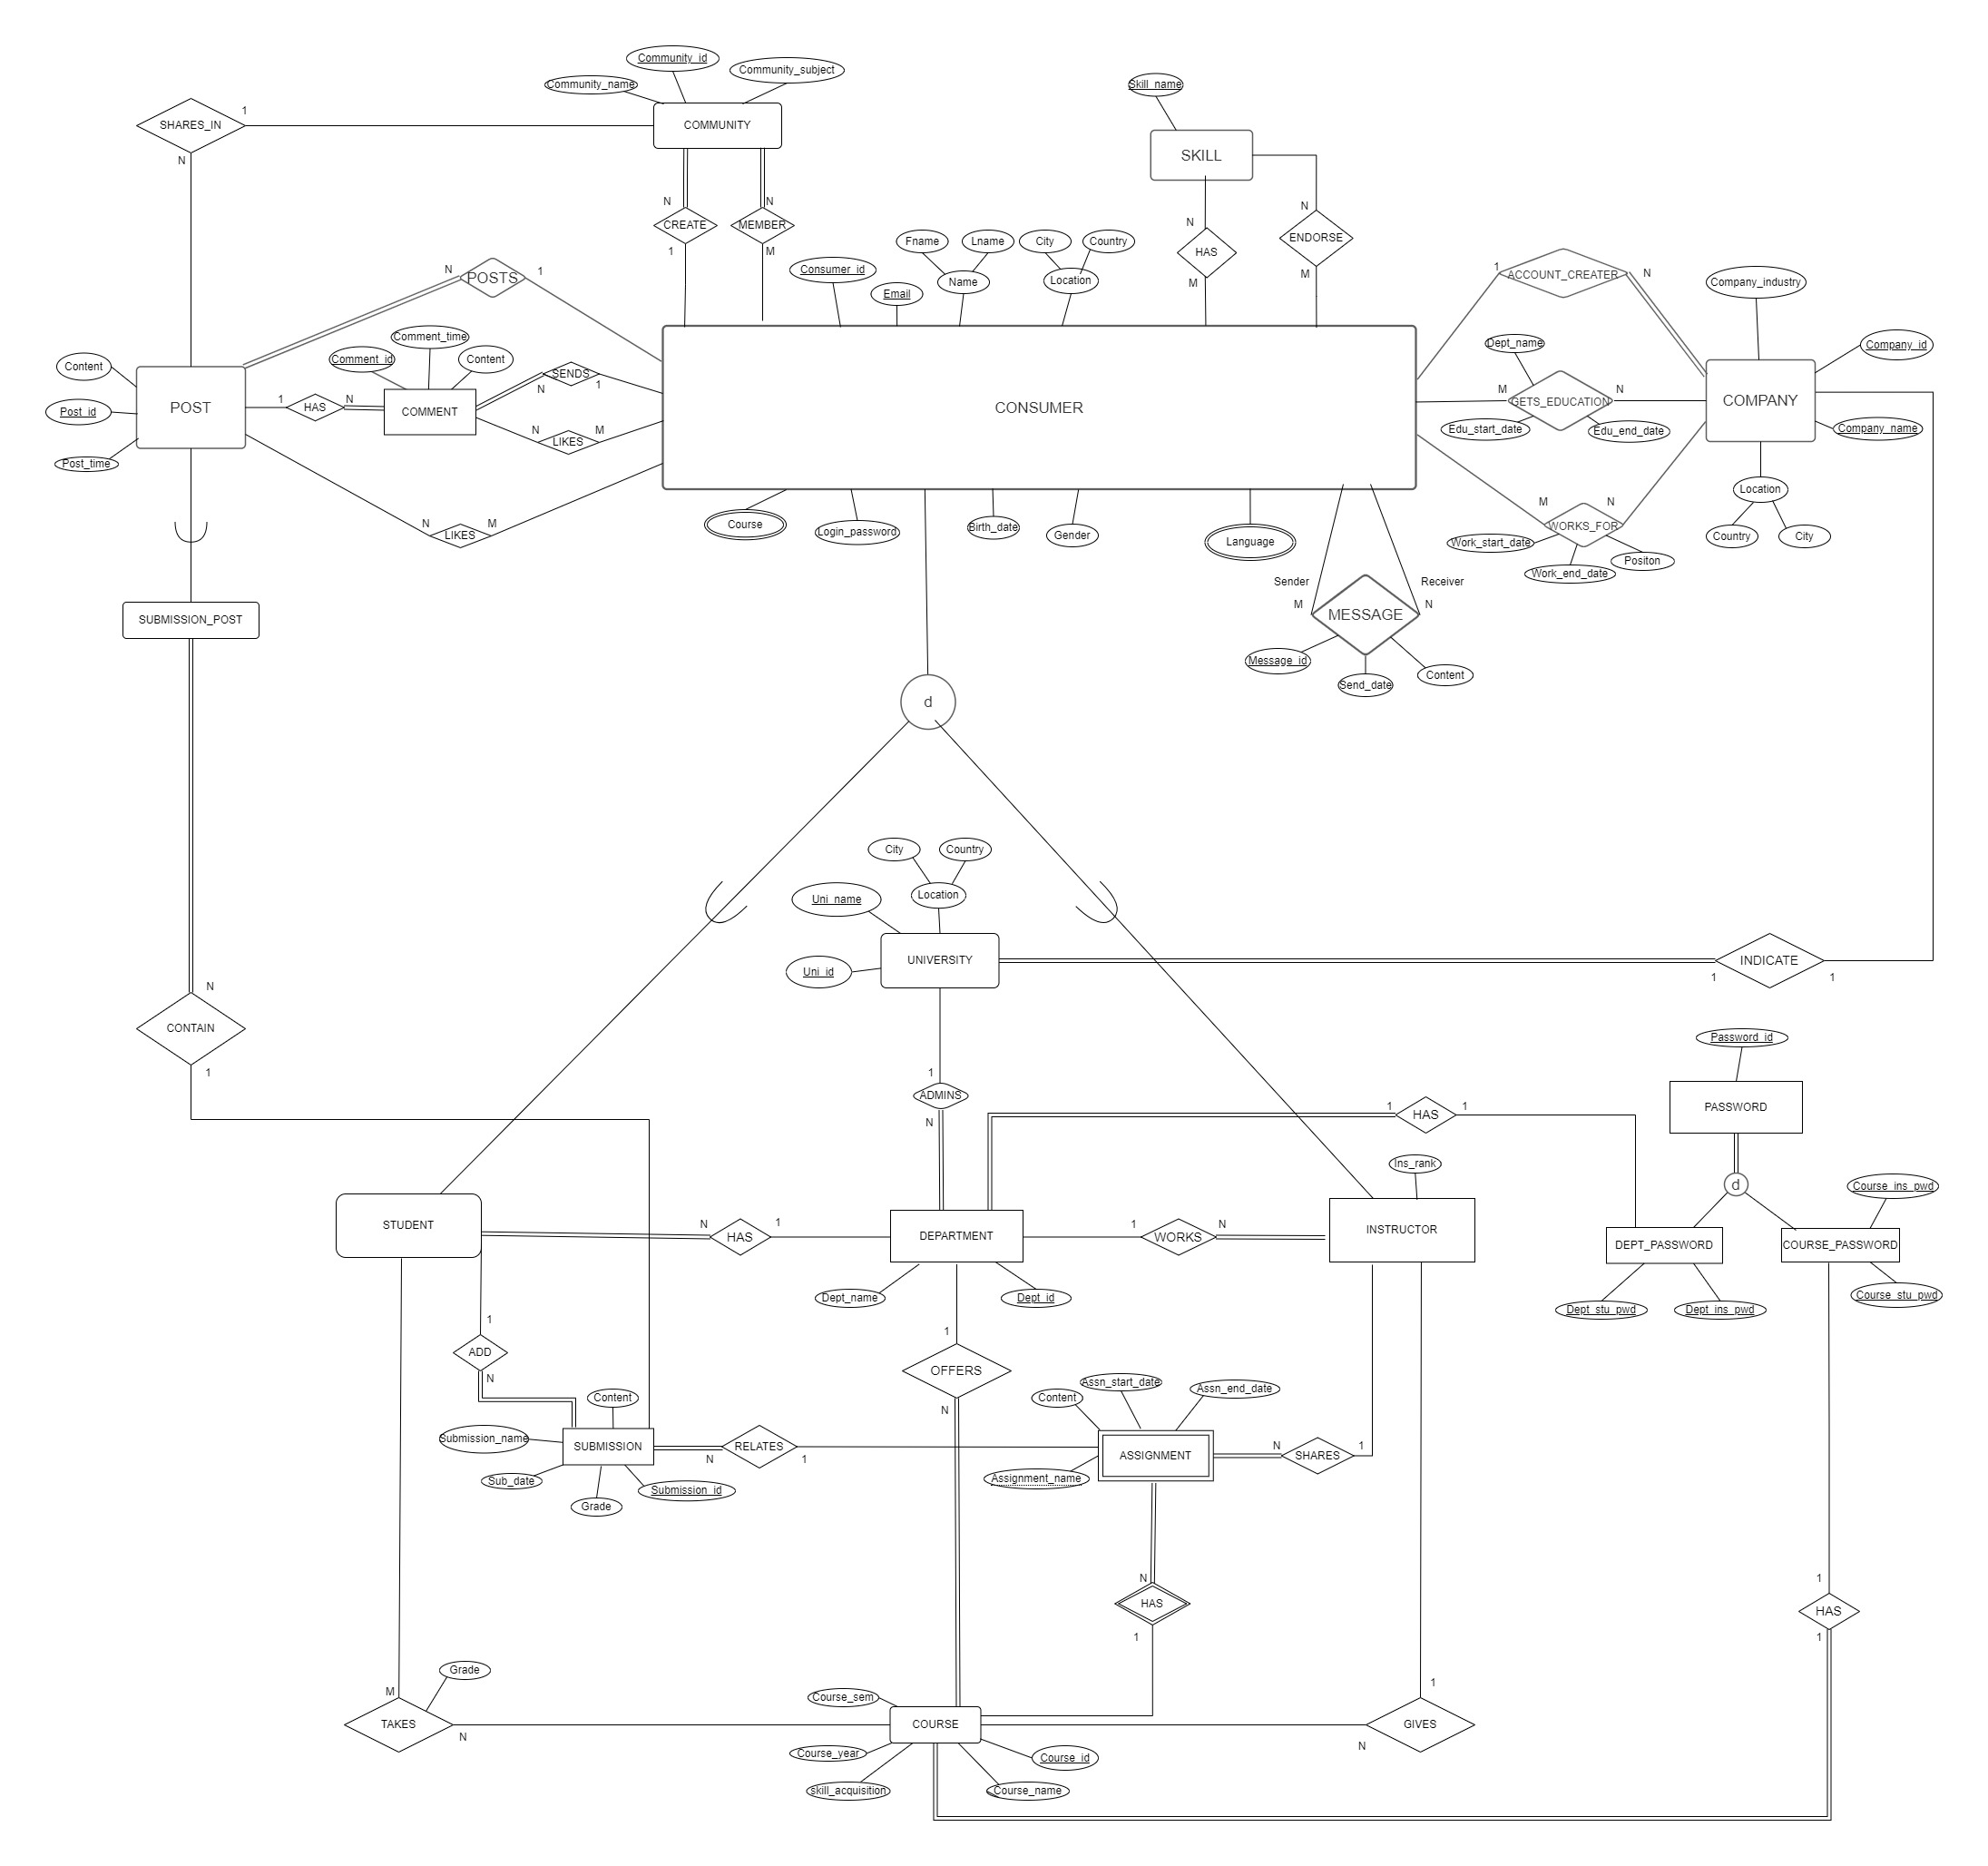 Community_id
Community_name
Community_subject
COMMUNITY
1
SHARES_IN
N
Skill_name
SKILL
N
CREATE
1
N
MEMBER
M
N
HAS
M
N
ENDORSE
M
Fname
Lname
Name
City
Country
Location
Consumer_id
Email
N
POSTS
1
1
ACCOUNT_CREATER
N
Company_industry
Company_id
Company_name
COMPANY
Location
Country
City
Dept_name
M
GETS_EDUCATION
N
Edu_start_date
Edu_end_date
M
WORKS_FOR
N
Work_start_date
Work_end_date
Positon
Content
Post_id
Post_time
POST
1
HAS
N
Comment_id
Comment_time
Content
COMMENT
SENDS
N
1
N
LIKES
M
N
LIKES
M
CONSUMER
Course
Login_password
Birth_date
Gender
Language
Sender
Receiver
M
MESSAGE
N
Message_id
Send_date
Content
SUBMISSION_POST
d
City
Country
Location
Uni_name
Uni_id
UNIVERSITY
INDICATE
1
1
N
CONTAIN
1
1
ADMINS
N
Password_id
PASSWORD
d
1
HAS
1
Ins_rank
INSTRUCTOR
DEPT_PASSWORD
Dept_stu_pwd
Dept_ins_pwd
COURSE_PASSWORD
Course_ins_pwd
Course_stu_pwd
STUDENT
N
HAS
1
DEPARTMENT
Dept_name
Dept_id
1
WORKS
N
1
ADD
N
1
OFFERS
N
Content
Submission_name
SUBMISSION
Sub_date
Grade
Submission_id
N
RELATES
1
Content
Assn_start_date
Assn_end_date
ASSIGNMENT
Assignment_name
N
SHARES
1
N
HAS
1
1
HAS
1
Grade
M
TAKES
N
Course_sem
COURSE
Course_year
skill_acquisition
Course_id
Course_name
1
GIVES
N